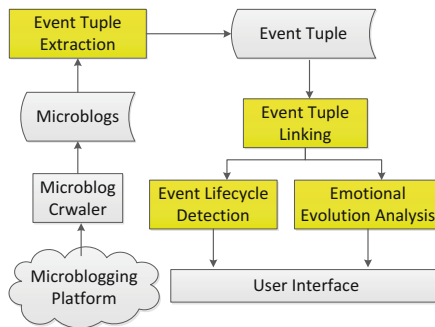 Event Tuple
Extraction
Event Tuple
Microblogs
Event Tuple
Linking
Microblog
Crwaler
Event Lifecycle
Detection
Emotional
Evolution Analysis
Microblogging
Platform
User Interface